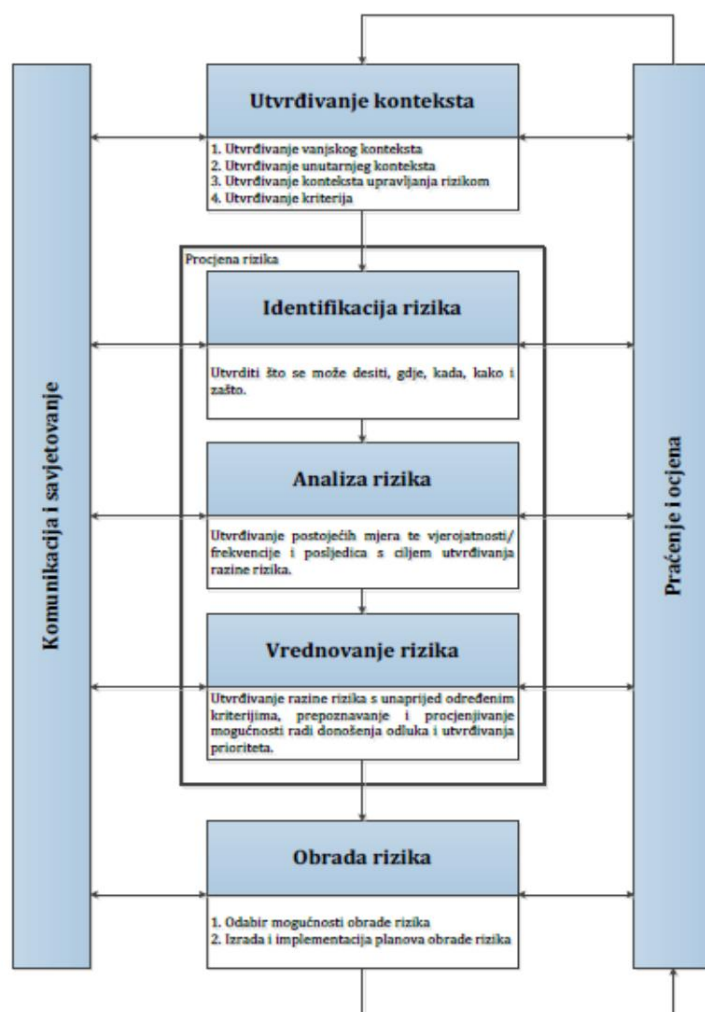 Utvrđivanje konteksta
1. Utvrđivanje vanjskog konteksta
2. Utvrđivanje unutarnjeg konteksta
3. Utvrđivanje konteksta upravljanja rizikom
4. Utvrđivanje kriterija
Procjena rizika
Identifikacija rizika
Utvrditi što se može desiti, gdje, kada, kako i
zašto.
Analiza rizika
Utvrđivanje postojećih mjera te vjerojatnosti/
frekvencije i posljedica s ciljem utvrđivanja
razine rizika.
Vrednovanje rizika
Utvrđivanje razine rizika s unaprijed određenim
kriterijima, prepoznavanje i procjenjivanje
mogućnosti radi donošenja odluka i utvrđivanja
prioriteta.
Obrada rizika
1. Odabir mogućnosti obrade rizika
2. Izrada i implementacija planova obrade rizika
Komunikacija i savjetovanje
Praćenje i ocjena